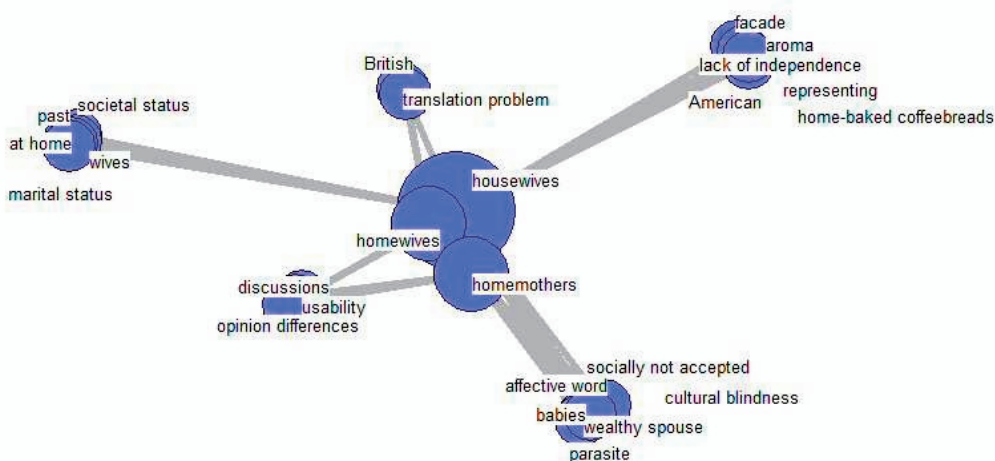 facade
aroma
lack of independence
representing
American
home-baked coffeebreads
British
translation problem
societal status
past
at home
wives
marital status
housewives
homewives
homemothers
discussions
usability
opinion differences
socially not accepted
affective word
cultural blindness
babies
wealthy spouse
parasite